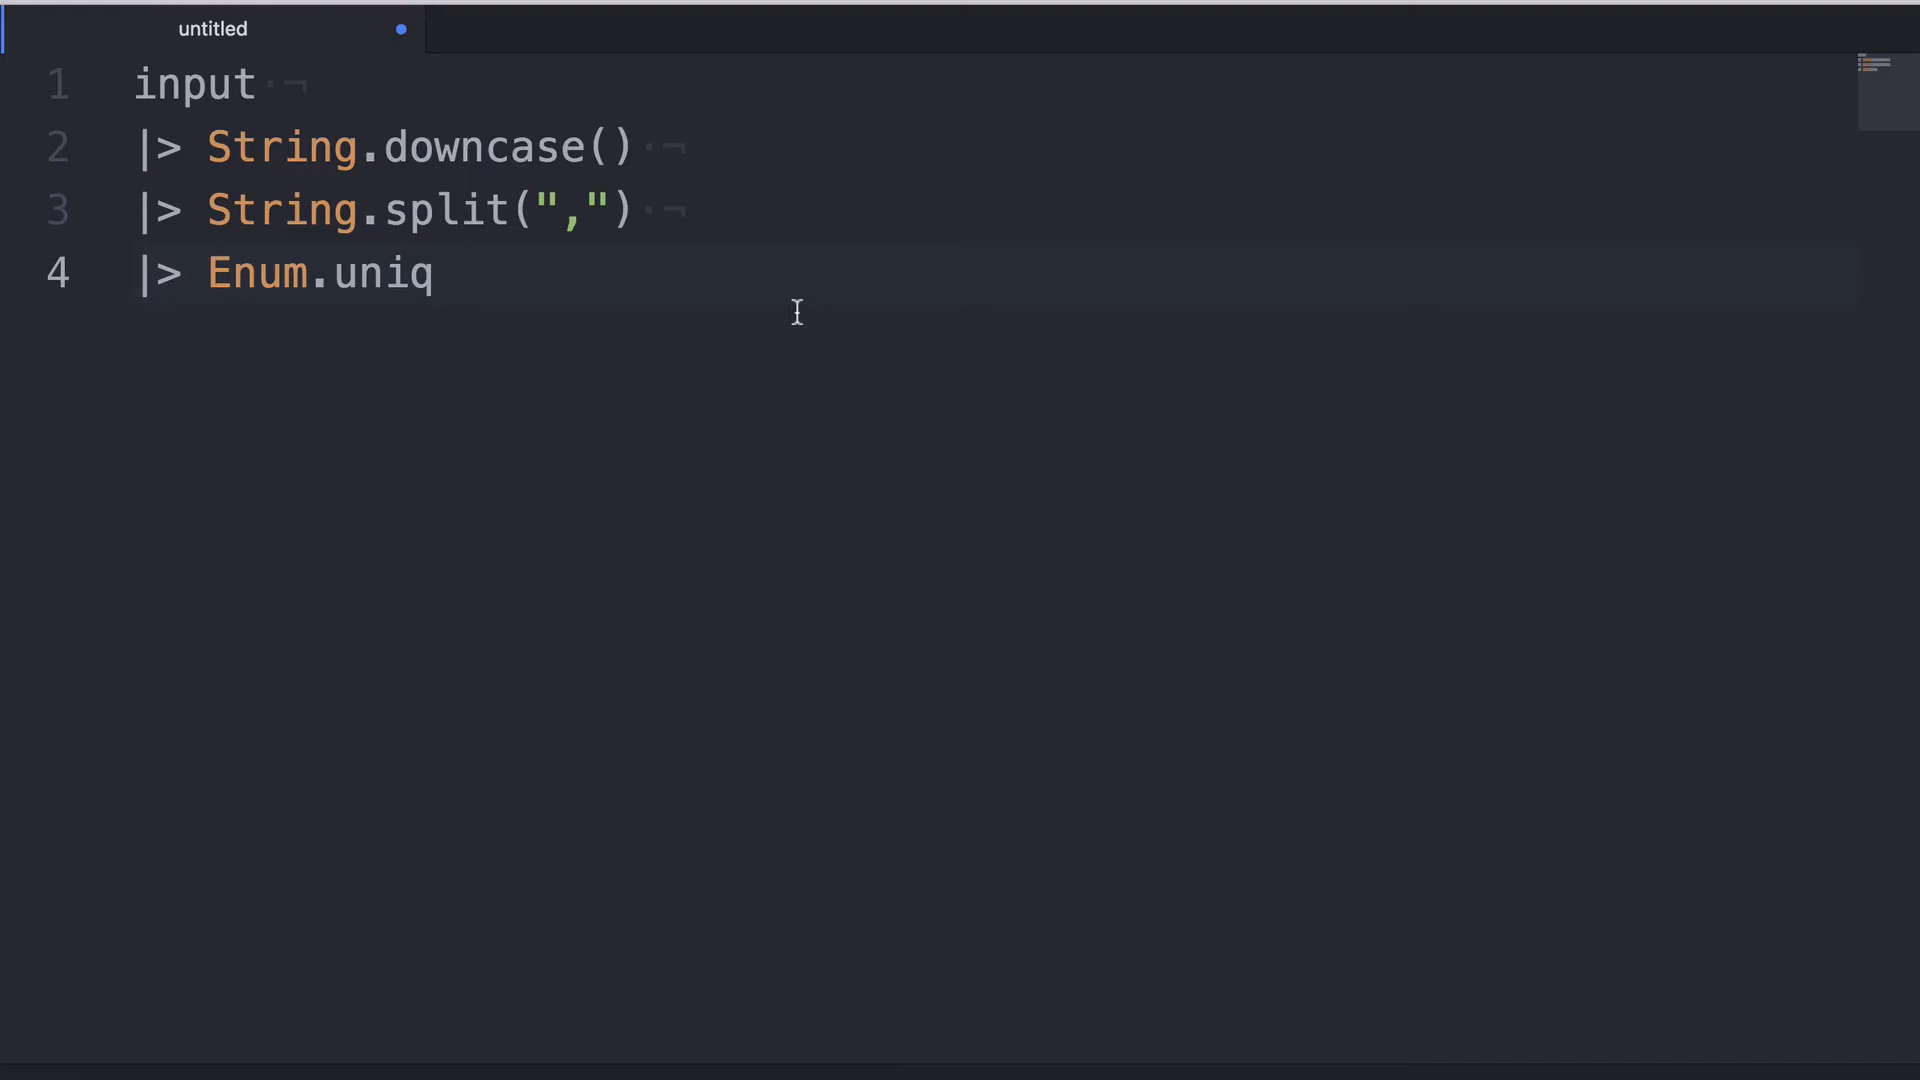 untitled
1 input
2 |> String.downcase()
3 |> String.split(",")
4 |> Enum.uniq